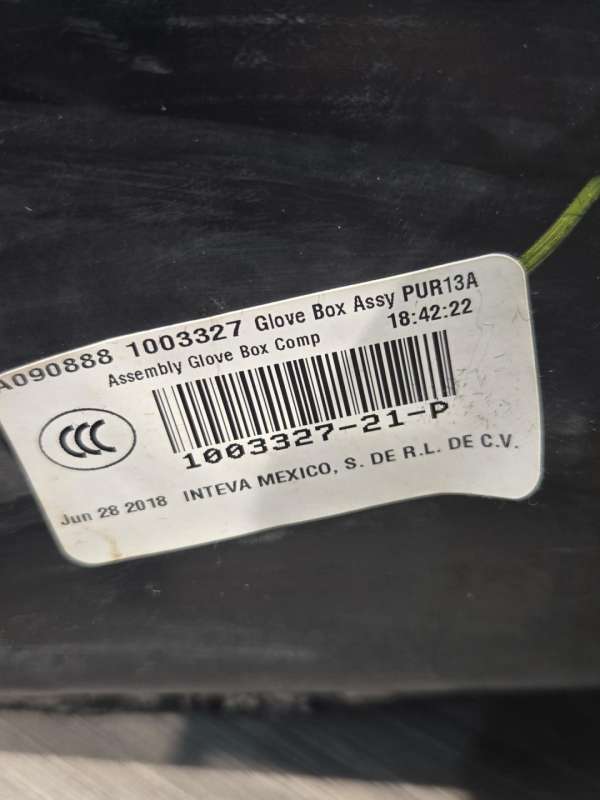 A090888 1003327 Glove Box Assy PUR13A
Assembly Glove Box Comp 18:42:22
CCC
1003327-21-P
Jun 28 2018 INTEVA MEXICO, S. DE R.L. DE C.V.